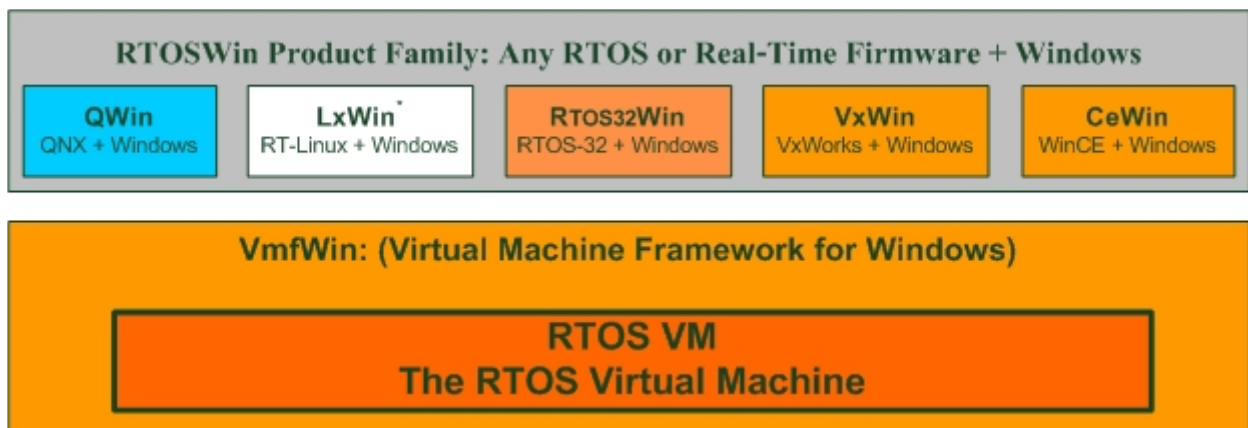 RTOSWin Product Family: Any RTOS or Real-Time Firmware + Windows
QWin
QNX + Windows
LxWin*
RT-Linux + Windows
RTOS32Win
RTOS-32 + Windows
VxWin
VxWorks + Windows
CeWin
WinCE + Windows
VmfWin: (Virtual Machine Framework for Windows)
RTOS VM
The RTOS Virtual Machine